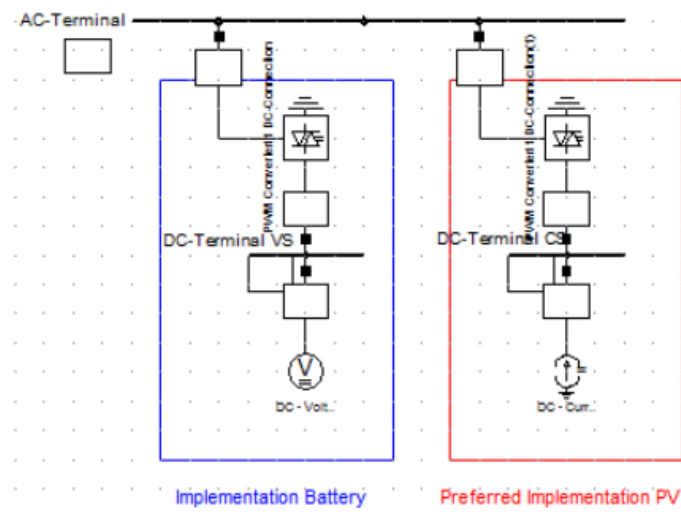 AC-Terminal
PWM Converter/1 DC-Connection
PWM Converter/1 DC-Connection(1)
DC-Terminal VS
DC-Terminal CS
V
DC - Volt..
DC - Curr..
Implementation Battery
Preferred Implementation PV